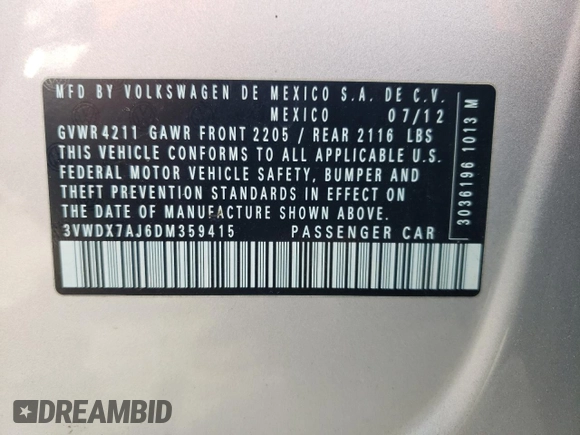 MFD BY VOLKSWAGEN DE MEXICO S.A. DE C.V.
MEXICO 07/12
GVWR 4211 GAWR FRONT 2205 / REAR 2116 LBS
THIS VEHICLE CONFORMS TO ALL APPLICABLE U.S.
FEDERAL MOTOR VEHICLE SAFETY, BUMPER AND
THEFT PREVENTION STANDARDS IN EFFECT ON
THE DATE OF MANUFACTURE SHOWN ABOVE.
3VWDX7AJ6DM359415 PASSENGER CAR
3036196 1013 M
DREAMBID